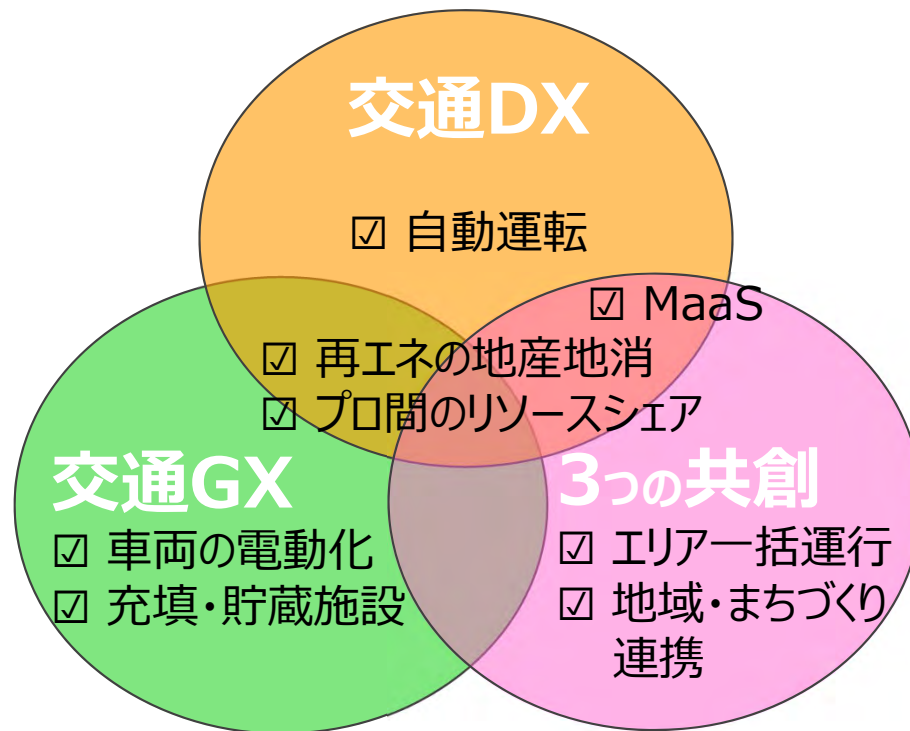 交通DX
☑ 自動運転
☑ MaaS
☑ 再エネの地産地消
☑ プロ間のリソースシェア
交通GX
☑ 車両の電動化
☑ 充填・貯蔵施設
3つの共創
☑ エリア一括運行
☑ 地域・まちづくり
連携